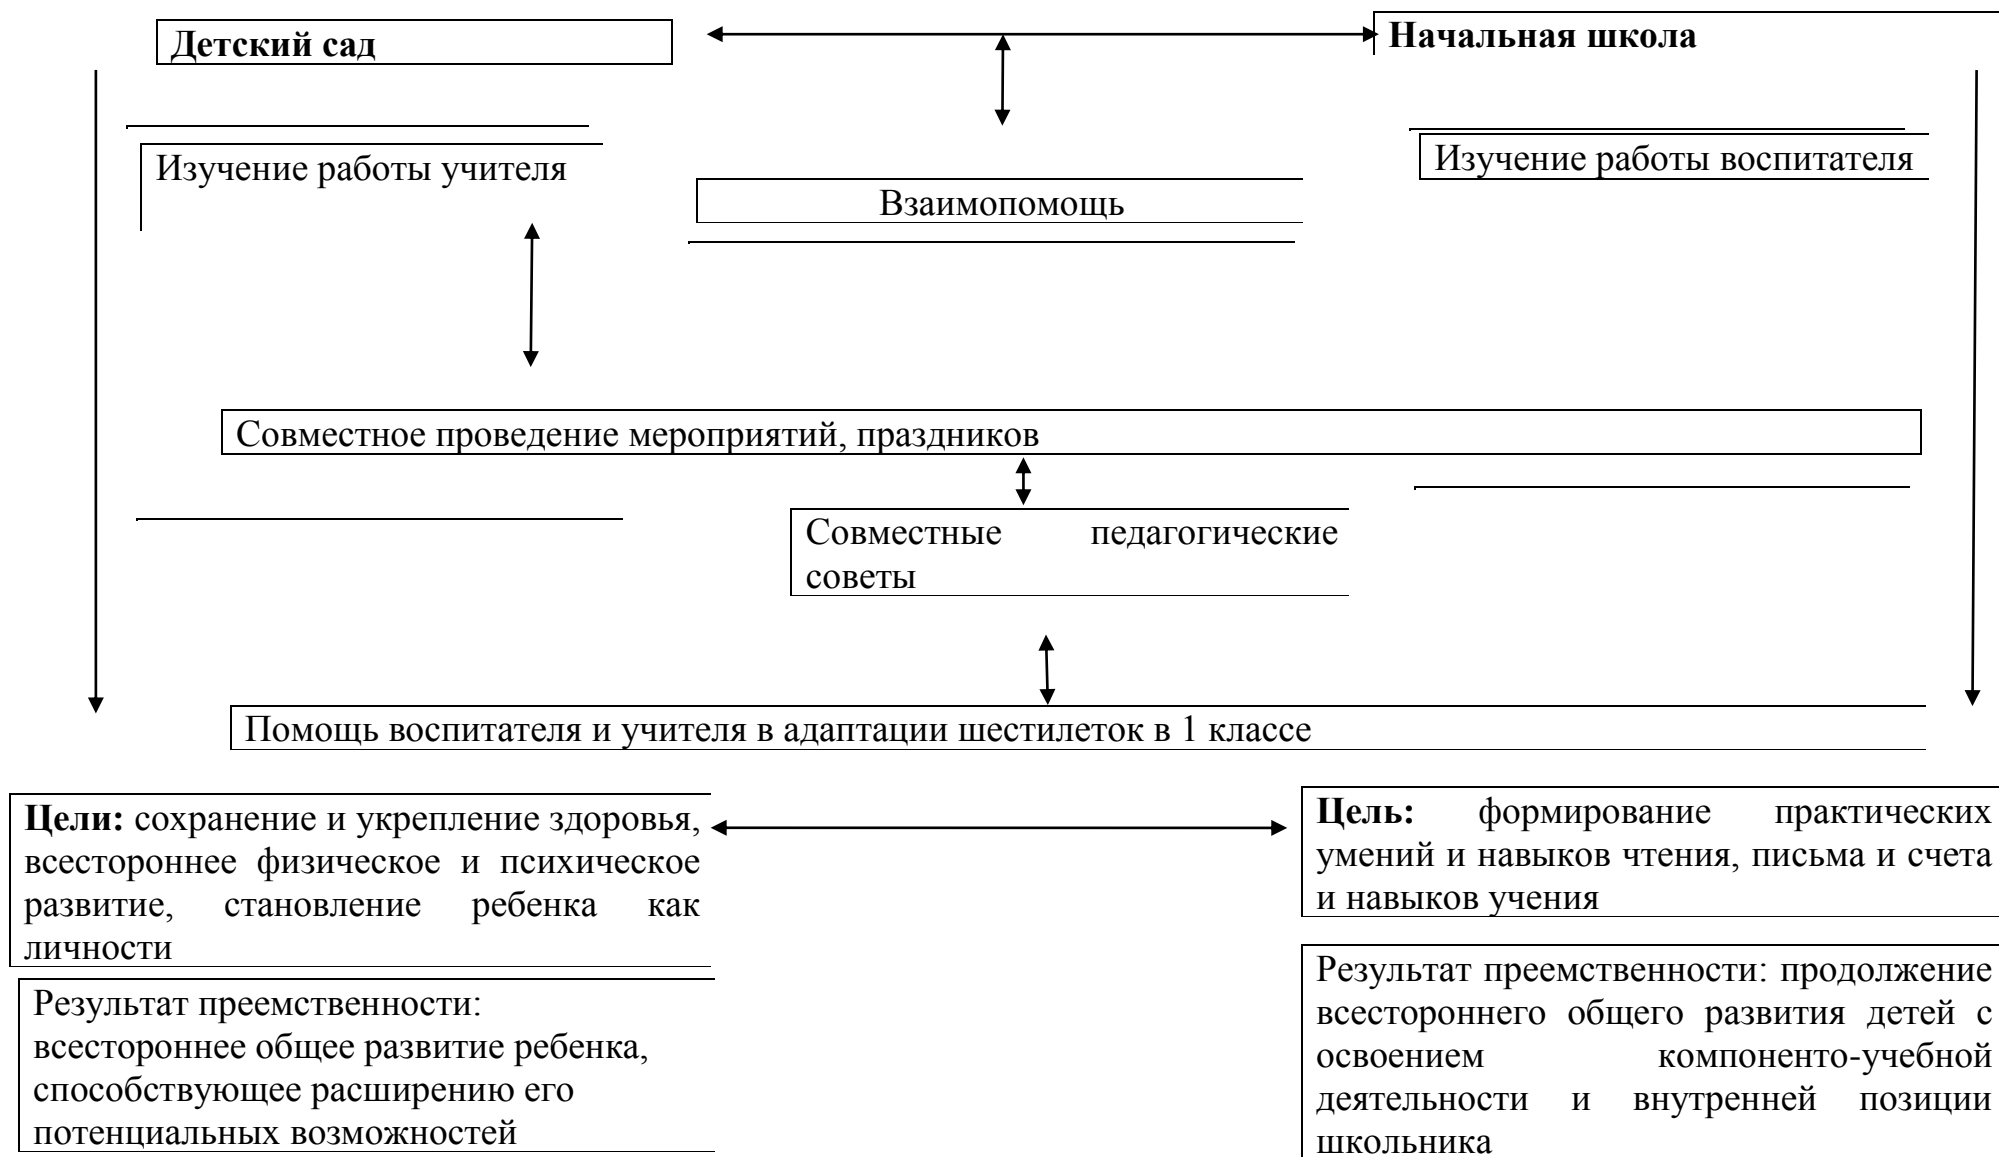 Детский сад
Начальная школа
Изучение работы учителя
Взаимопомощь
Изучение работы воспитателя
Совместное проведение мероприятий, праздников
Совместные педагогические
советы
Помощь воспитателя и учителя в адаптации шестилеток в 1 классе
Цели: сохранение и укрепление здоровья,
всестороннее физическое и психическое
развитие, становление ребенка как
личности
Цель: формирование практических
умений и навыков чтения, письма и счета
и навыков учения
Результат преемственности:
всестороннее общее развитие ребенка,
способствующее расширению его
потенциальных возможностей
Результат преемственности: продолжение
всестороннего общего развития детей с
освоением компоненто-учебной
деятельности и внутренней позиции
школьника